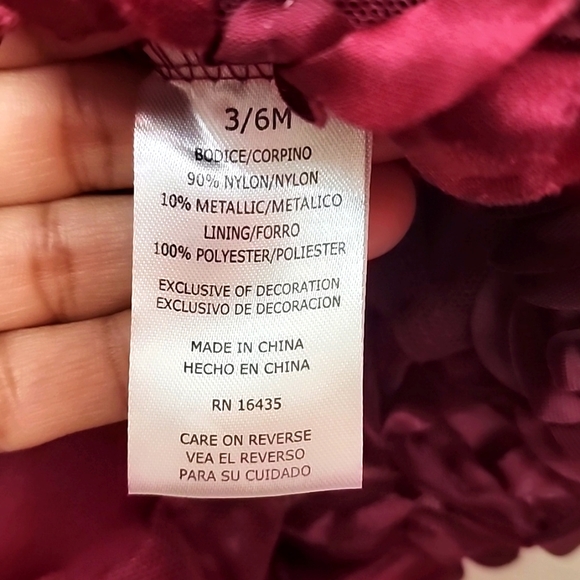 3/6M
BODICE/CORPINO
90% NYLON/NYLON
10% METALLIC/METALICO
LINING/FORRO
100% POLYESTER/POLIESTER
EXCLUSIVE OF DECORATION
EXCLUSIVO DE DECORACION
MADE IN CHINA
HECHO EN CHINA
RN 16435
CARE ON REVERSE
VEA EL REVERSO
PARA SU CUIDADO